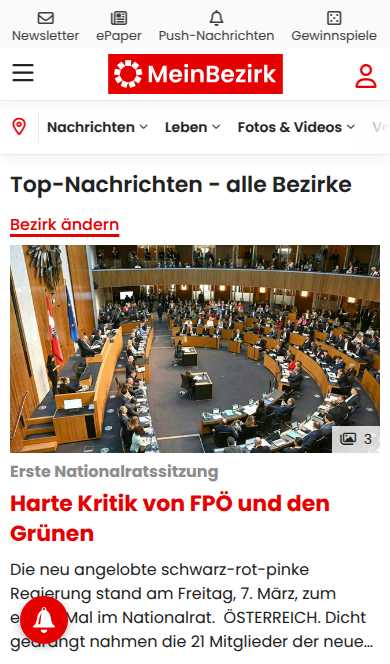 Newsletter ePaper Push-Nachrichten Gewinnspiele
MeinBezirk
Nachrichten Leben Fotos & Videos
Top-Nachrichten - alle Bezirke
Bezirk ändern
3
Erste Nationalratssitzung
Harte Kritik von FPÖ und den
Grünen
Die neu angelobte schwarz-rot-pinke
Regierung stand am Freitag, 7. März, zum
Mal im Nationalrat. ÖSTERREICH. Dicht
gedrängt nahmen die 21 Mitglieder der neue...